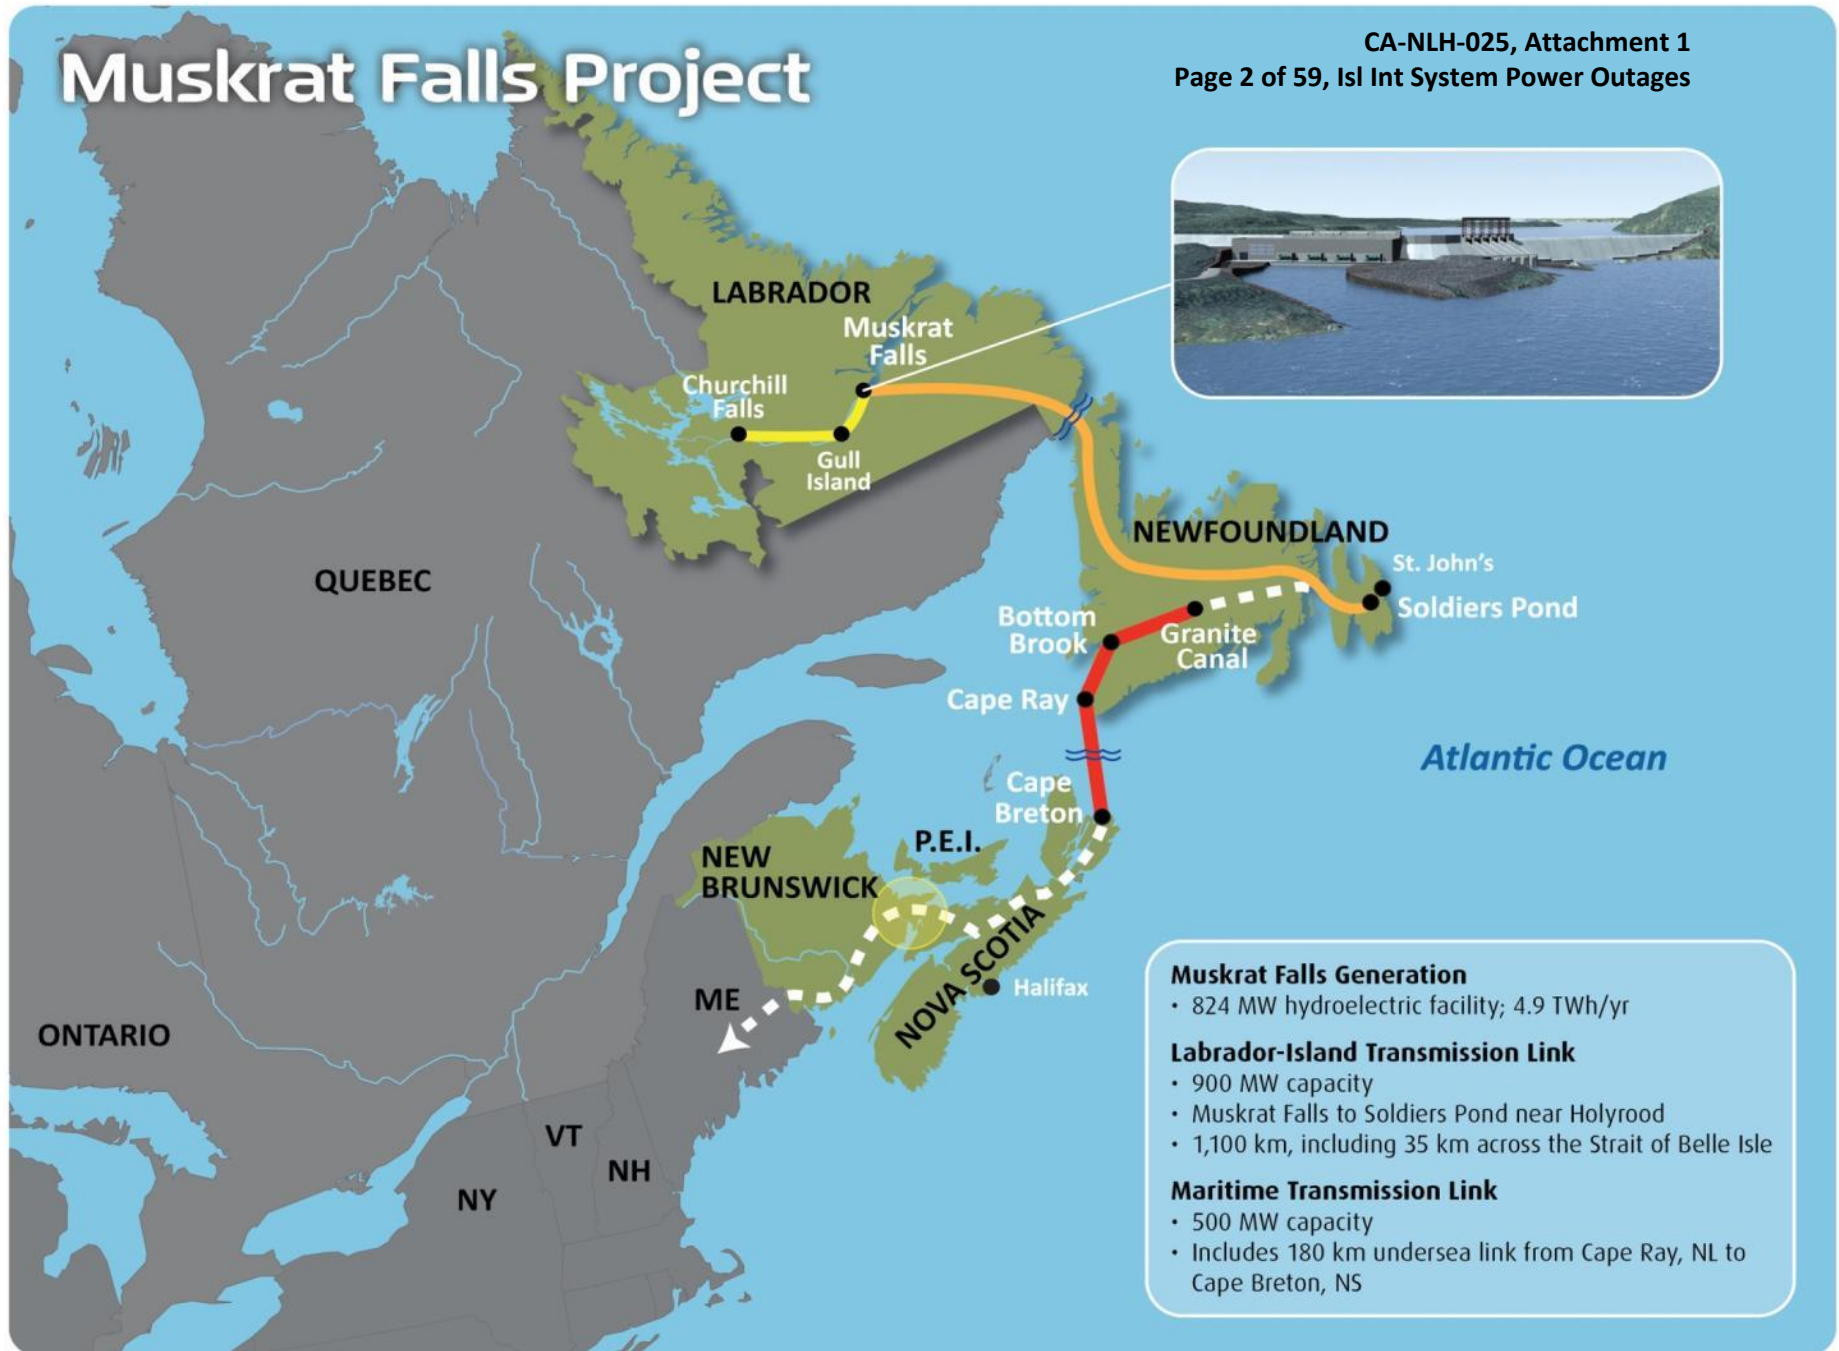 Muskrat Falls Project
CA-NLH-025, Attachment 1
Page 2 of 59, Isl Int System Power Outages
LABRADOR
Muskrat
Falls
Churchill
Falls
Gull
Island
QUEBEC
NEWFOUNDLAND
St. John's
Soldiers Pond
Bottom
Brook
Granite
Canal
Cape Ray
Atlantic Ocean
Cape
Breton
P.E.I.
NEW
BRUNSWICK
NOVA SCOTIA
Halifax
ME
ONTARIO
VT
NH
NY
Muskrat Falls Generation
• 824 MW hydroelectric facility; 4.9 TWh/yr
Labrador-Island Transmission Link
• 900 MW capacity
• Muskrat Falls to Soldiers Pond near Holyrood
• 1,100 km, including 35 km across the Strait of Belle Isle
Maritime Transmission Link
• 500 MW capacity
• Includes 180 km undersea link from Cape Ray, NL to
Cape Breton, NS